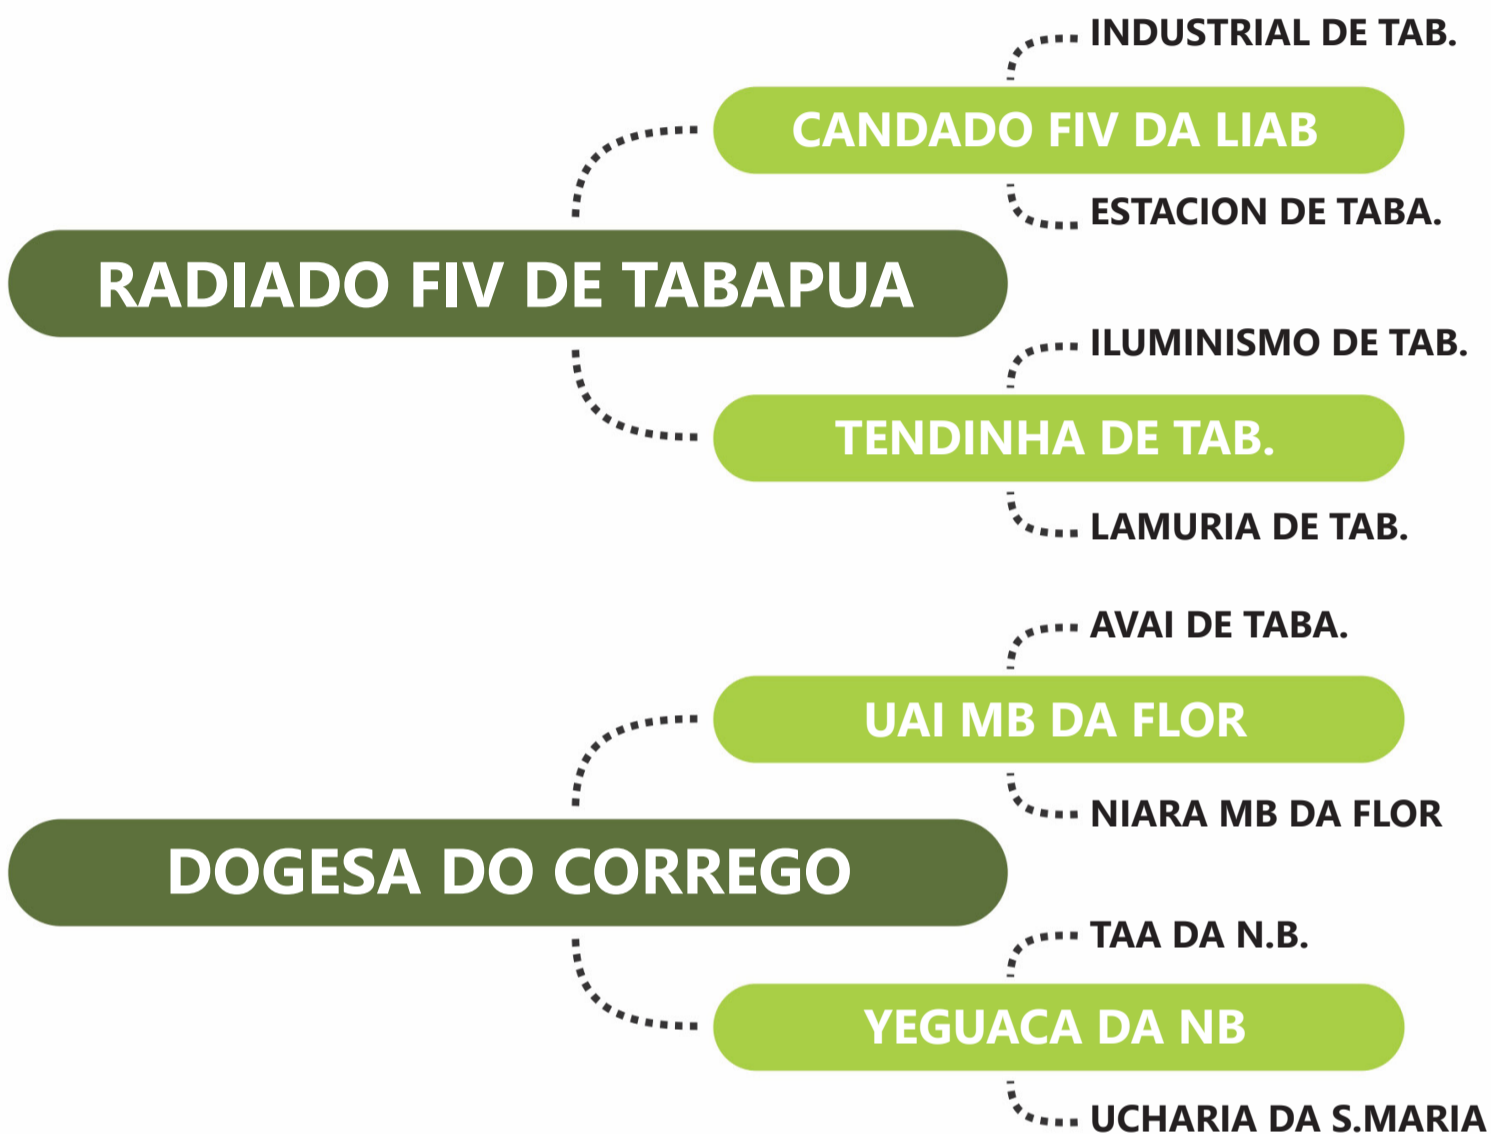 INDUSTRIAL DE TAB.
CANDADO FIV DA LIAB
ESTACION DE TABA.
RADIADO FIV DE TABAPUA
ILUMINISMO DE TAB.
TENDINHA DE TAB.
LAMURIA DE TAB.
AVAI DE TABA.
UAI MB DA FLOR
NIARA MB DA FLOR
DOGESA DO CORREGO
TAA DA N.B.
YEGUACA DA NB
UCHARIA DA S.MARIA